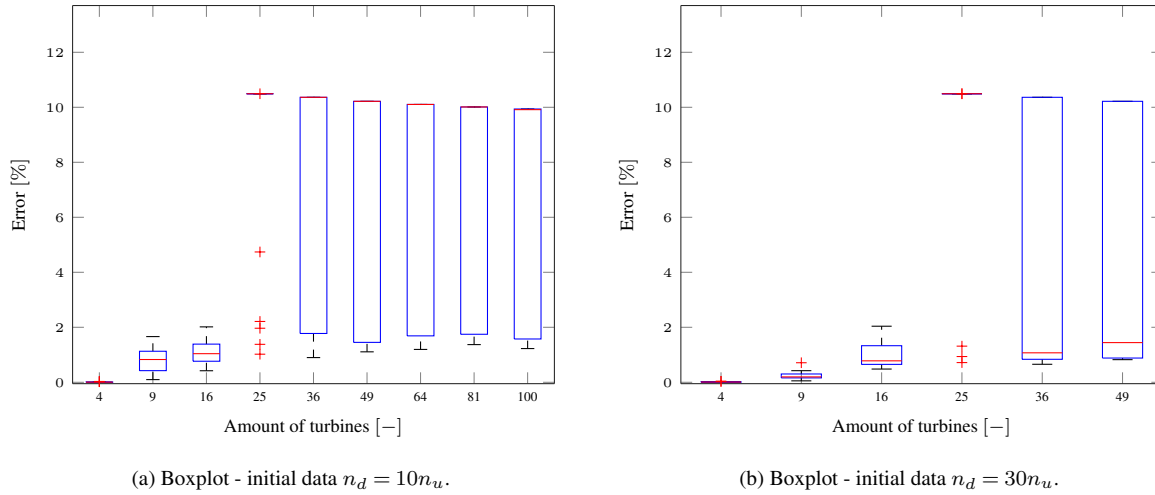 12
10
8
6
4
2
0
Error [%]
4 9 16 25 36 49 64 81 100
Amount of turbines [−]
(a) Boxplot - initial data n_d = 10n_u.
12
10
8
6
4
2
0
Error [%]
4 9 16 25 36 49
Amount of turbines [−]
(b) Boxplot - initial data n_d = 30n_u.